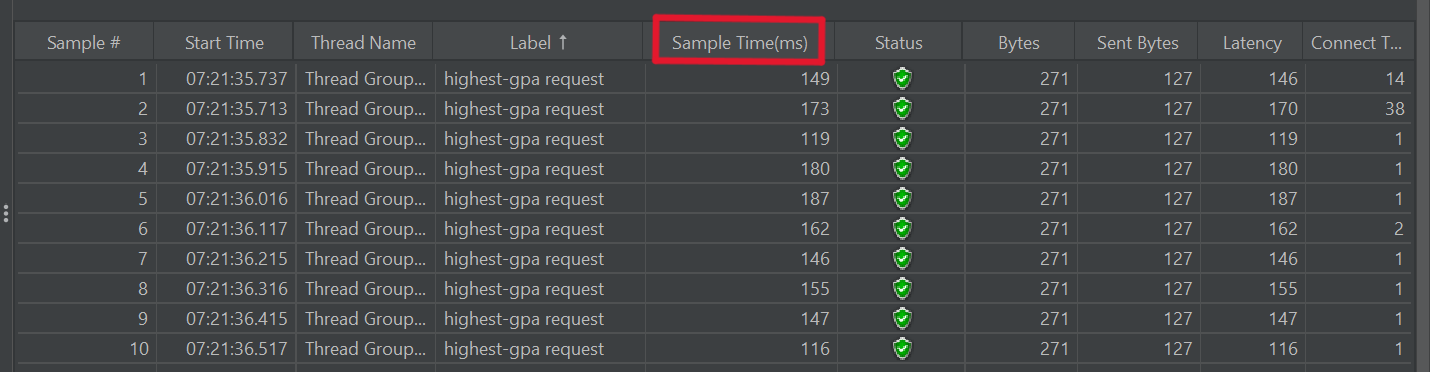 Sample # Start Time Thread Name Label ↑ Sample Time(ms) Status Bytes Sent Bytes Latency Connect T...
1 07:21:35.737 Thread Group... highest-gpa request 149 271 127 146 14
2 07:21:35.713 Thread Group... highest-gpa request 173 271 127 170 38
3 07:21:35.832 Thread Group... highest-gpa request 119 271 127 119 1
4 07:21:35.915 Thread Group... highest-gpa request 180 271 127 180 1
5 07:21:36.016 Thread Group... highest-gpa request 187 271 127 187 1
6 07:21:36.117 Thread Group... highest-gpa request 162 271 127 162 2
7 07:21:36.215 Thread Group... highest-gpa request 146 271 127 146 1
8 07:21:36.316 Thread Group... highest-gpa request 155 271 127 155 1
9 07:21:36.415 Thread Group... highest-gpa request 147 271 127 147 1
10 07:21:36.517 Thread Group... highest-gpa request 116 271 127 116 1